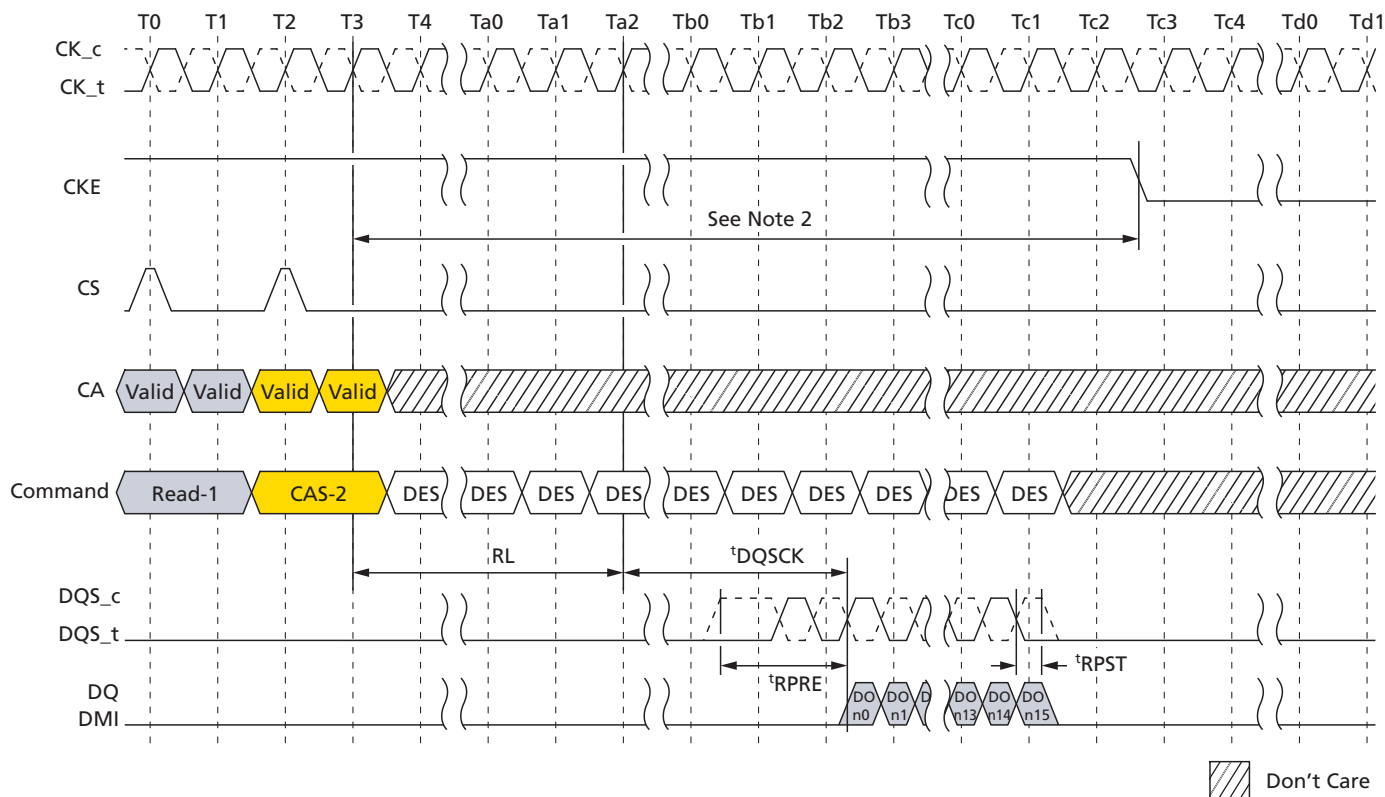 T0 T1 T2 T3 T4 Ta0 Ta1 Ta2 Tb0 Tb1 Tb2 Tb3 Tc0 Tc1 Tc2 Tc3 Tc4 Td0 Td1
CK_c
CK_t
CKE
See Note 2
CS
CA Valid Valid Valid Valid
Command Read-1 CAS-2 DES DES DES DES DES DES DES DES DES DES
RL tDQSCK
DQS_c
DQS_t
tRPRE tRPST
DQ DO DO D DO DO DO
DMI n0 n1 n13 n14 n15
Don't Care